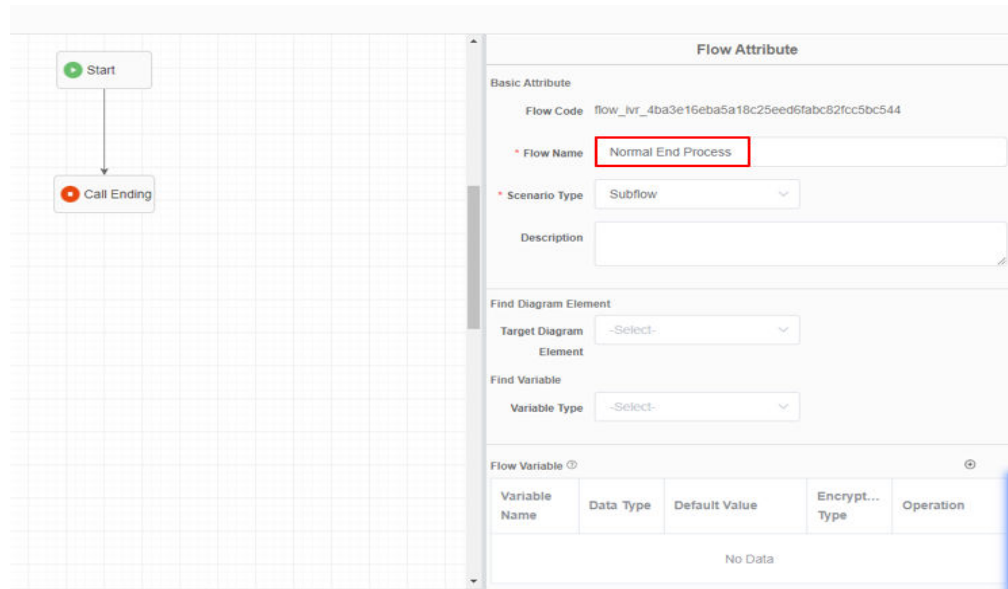 Start
Call Ending
Flow Attribute
Basic Attribute
Flow Code flow_ivr_4ba3e16eba5a18c25eed6fabc82fcc5bc544
* Flow Name Normal End Process
* Scenario Type Subflow
Description
Find Diagram Element
Target Diagram -Select-
Element
Find Variable
Variable Type -Select-
Flow Variable
Variable Data Type Default Value Encrypt... Operation
Name Type
No Data